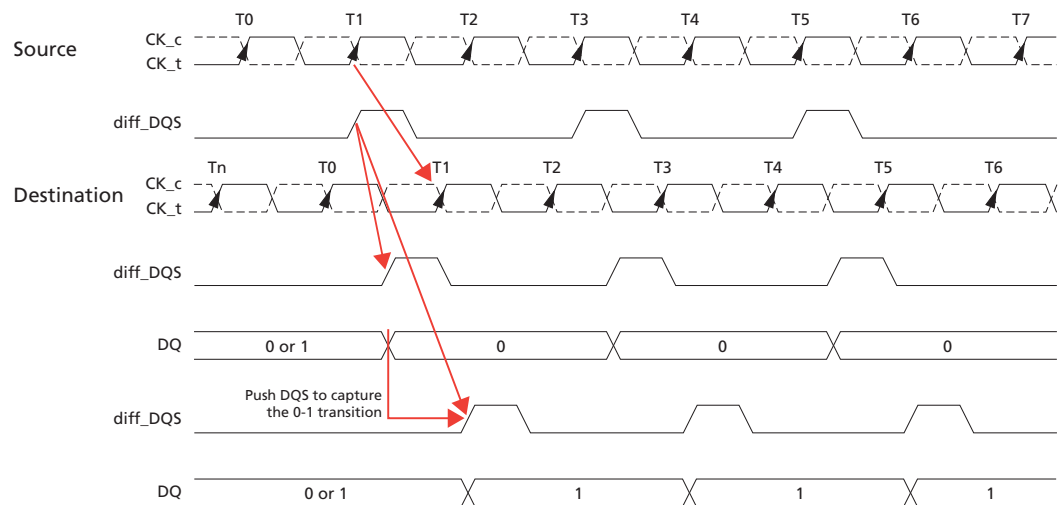 T0 T1 T2 T3 T4 T5 T6 T7
Source
CK_c
CK_t
diff_DQS
Tn T0 T1 T2 T3 T4 T5 T6
Destination
CK_c
CK_t
diff_DQS
DQ 0 or 1 0 0 0
Push DQS to capture
the 0-1 transition
diff_DQS
DQ 0 or 1 1 1 1